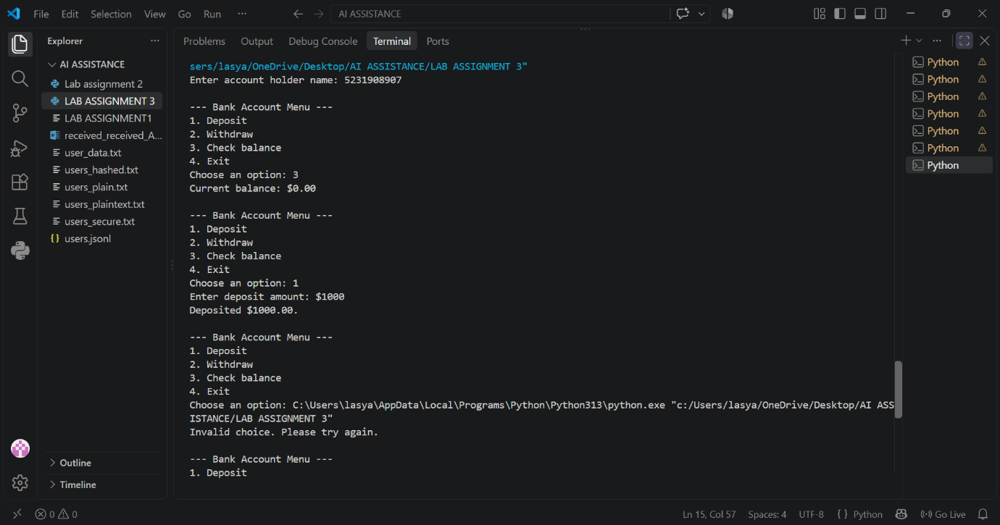 File Edit Selection View Go Run ··· AI ASSISTANCE
Explorer ···
AI ASSISTANCE
Lab assignment 2
LAB ASSIGNMENT 3
LAB ASSIGNMENT1
received_received_A...
user_data.txt
users_hashed.txt
users_plain.txt
users_plaintext.txt
users_secure.txt
users.jsonl
Outline
Timeline
Problems Output Debug Console Terminal Ports
sers/lasya/OneDrive/Desktop/AI ASSISTANCE/LAB ASSIGNMENT 3"
Enter account holder name: 5231908907
--- Bank Account Menu ---
1. Deposit
2. Withdraw
3. Check balance
4. Exit
Choose an option: 3
Current balance: $0.00
--- Bank Account Menu ---
1. Deposit
2. Withdraw
3. Check balance
4. Exit
Choose an option: 1
Enter deposit amount: $1000
Deposited $1000.00.
--- Bank Account Menu ---
1. Deposit
2. Withdraw
3. Check balance
4. Exit
Choose an option: C:\Users\lasya\AppData\Local\Programs\Python\Python313\python.exe "c:/Users/lasya/OneDrive/Desktop/AI ASS
ISTANCE/LAB ASSIGNMENT 3"
Invalid choice. Please try again.
--- Bank Account Menu ---
1. Deposit
Python
Python
Python
Python
Python
Python
Python
0 0 Ln 15, Col 57 Spaces: 4 UTF-8 { } Python Go Live